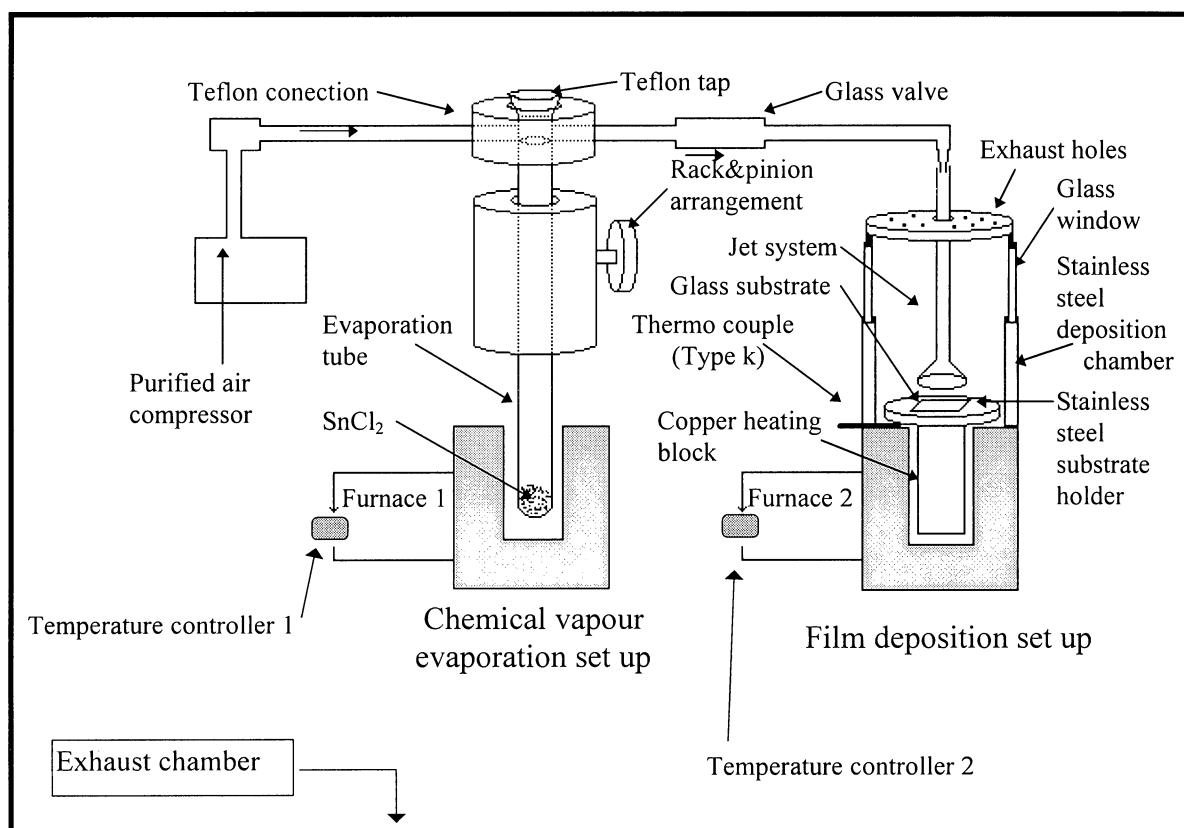 Teflon conection
Teflon tap
Glass valve
Exhaust holes
Glass
window
Rack&pinion
arrangement
Jet system
Glass substrate
Stainless
steel
deposition
chamber
Thermo couple
(Type k)
Evaporation
tube
Purified air
compressor
SnCl₂
Copper heating
block
Stainless
steel
substrate
holder
Furnace 1
Furnace 2
Temperature controller 1
Chemical vapour
evaporation set up
Film deposition set up
Exhaust chamber
Temperature controller 2